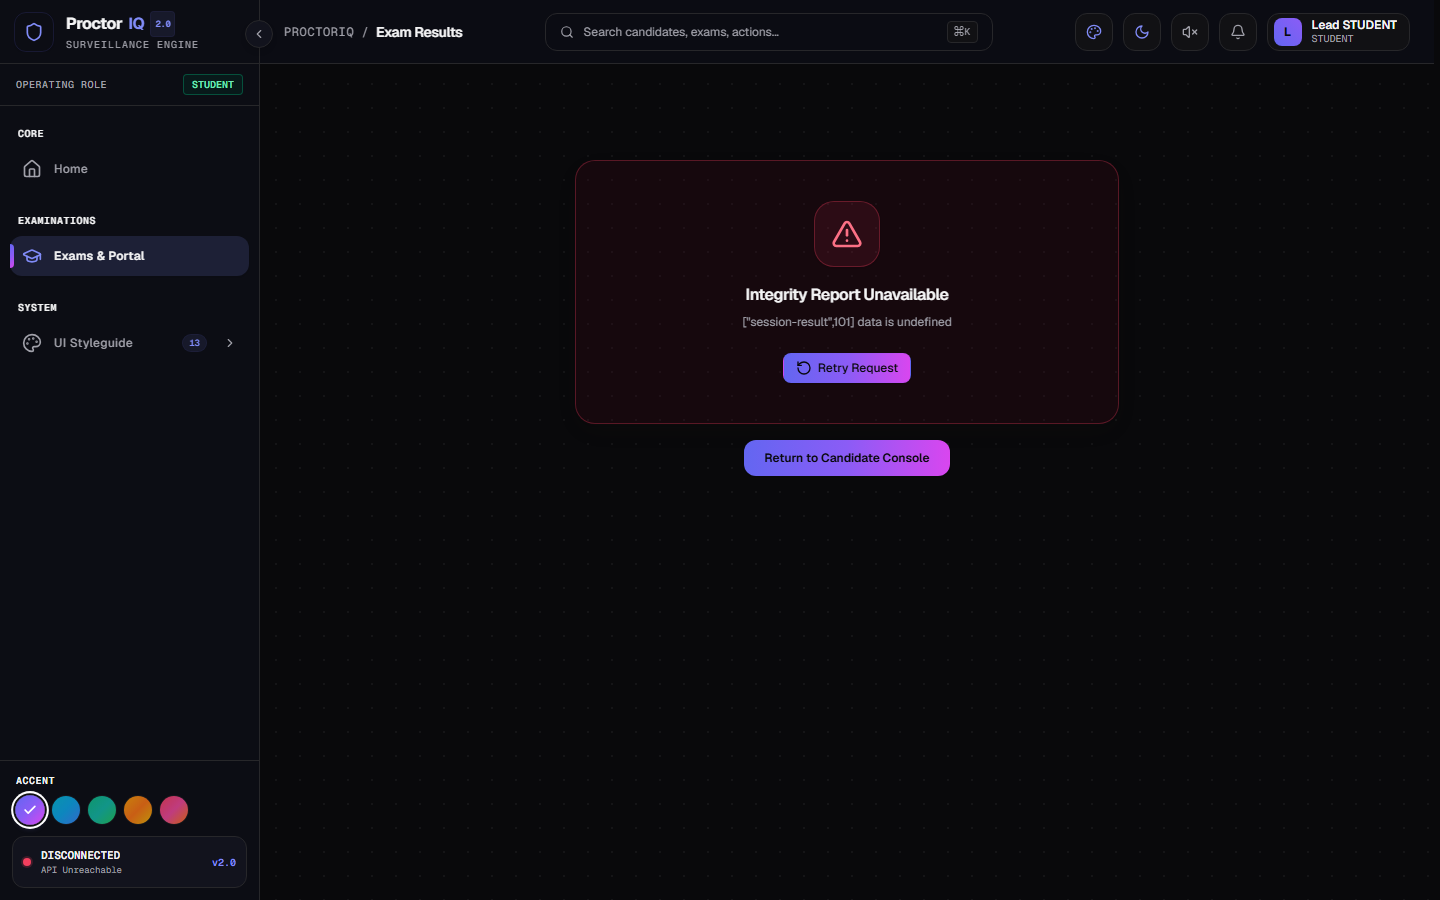 Proctor IQ 2.0
SURVEILLANCE ENGINE
OPERATING ROLE STUDENT
CORE
Home
EXAMINATIONS
Exams & Portal
SYSTEM
UI Styleguide 13
ACCENT
DISCONNECTED
API Unreachable
v2.0
PROCTORIQ / Exam Results
Search candidates, exams, actions... ⌘K
L
Lead STUDENT
STUDENT
Integrity Report Unavailable
["session-result",101] data is undefined
Retry Request
Return to Candidate Console